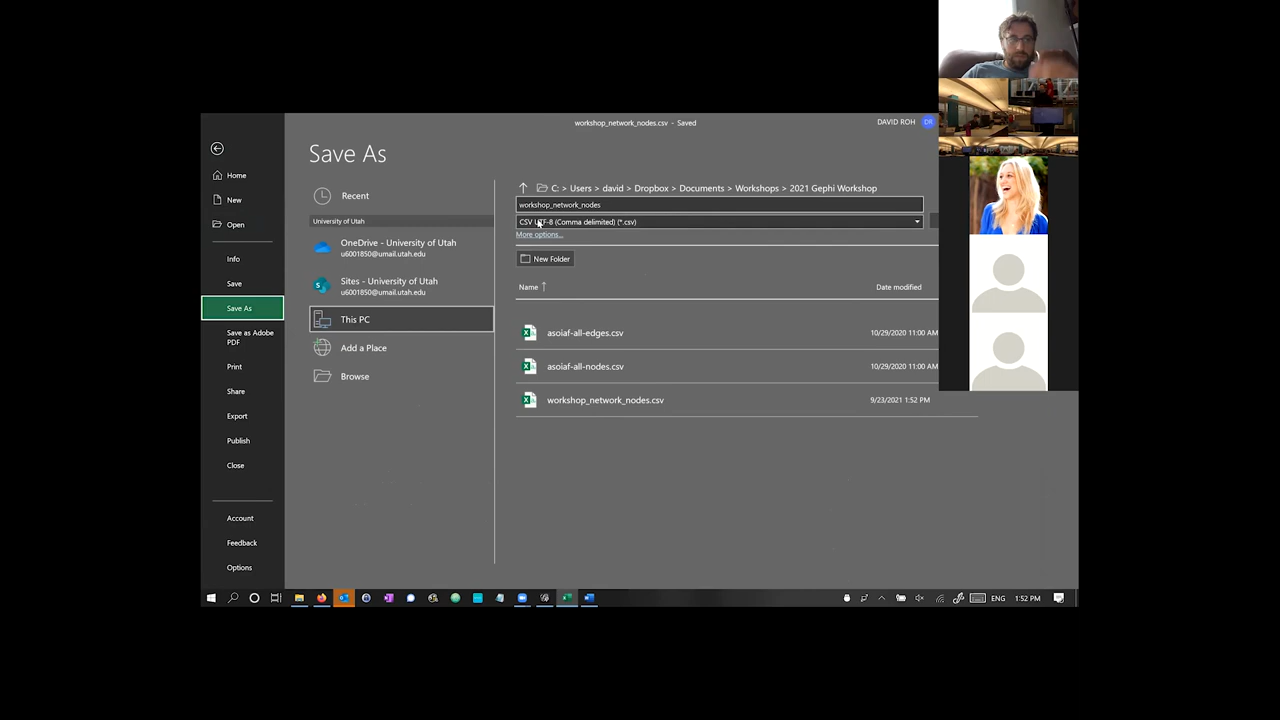 workshop_network_nodes.csv - Saved
DAVID ROH
DR
Save As
Home
New
Open
Info
Save
Save As
Save as Adobe
PDF
Print
Share
Export
Publish
Close
Account
Feedback
Options
Recent
University of Utah
OneDrive - University of Utah
u6001850@umail.utah.edu
Sites - University of Utah
u6001850@umail.utah.edu
This PC
Add a Place
Browse
C: > Users > david > Dropbox > Documents > Workshops > 2021 Gephi Workshop
workshop_network_nodes
CSV UTF-8 (Comma delimited) (*.csv)
More options...
New Folder
Name Date modified
asoiaf-all-edges.csv 10/29/2020 11:00 AM
asoiaf-all-nodes.csv 10/29/2020 11:00 AM
workshop_network_nodes.csv 9/23/2021 1:52 PM
ENG 1:52 PM